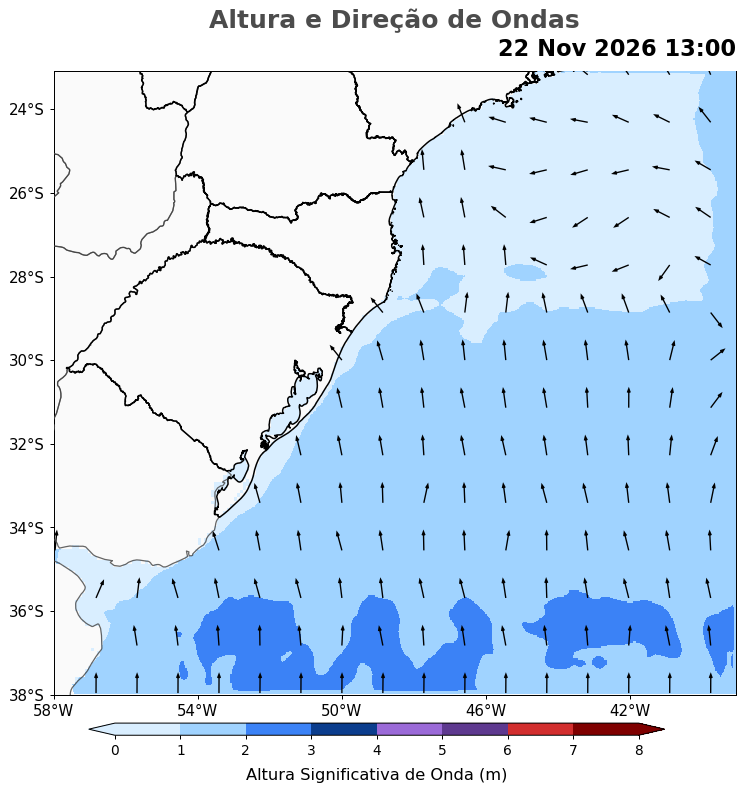 Altura e Direção de Ondas
22 Nov 2026 13:00
24°S
26°S
28°S
30°S
32°S
34°S
36°S
38°S
58°W 54°W 50°W 46°W 42°W
0 1 2 3 4 5 6 7 8
Altura Significativa de Onda (m)